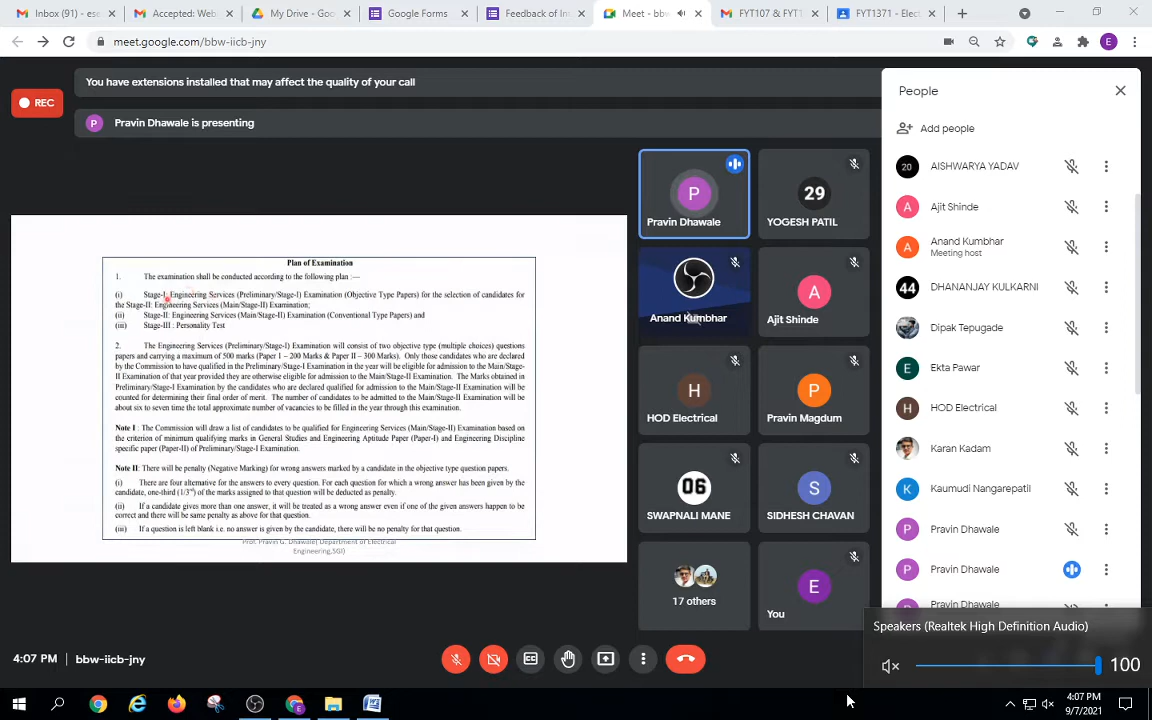 Inbox (91) - ese
Accepted: Web
My Drive - Goo
Google Forms
Feedback of Int
Meet - bbw
FYT107 & FYT1
FYT1371 - Elect
meet.google.com/bbw-iicb-jny
E
You have extensions installed that may affect the quality of your call
REC
P Pravin Dhawale is presenting
Plan of Examination
1. The examination shall be conducted according to the following plan :—
(i) Stage-I: Engineering Services (Preliminary/Stage-I) Examination (Objective Type Papers) for the selection of candidates for
the Stage-II: Engineering Services (Main/Stage-II) Examination;
(ii) Stage-II: Engineering Services (Main/Stage-II) Examination (Conventional Type Papers) and
(iii) Stage-III : Personality Test
2. The Engineering Services (Preliminary/Stage-I) Examination will consist of two objective type (multiple choices) questions
papers and carrying a maximum of 500 marks (Paper I – 200 Marks & Paper II – 300 Marks). Only those candidates who are declared
by the Commission to have qualified in the Preliminary/Stage-I Examination in the year will be eligible for admission to the Main/Stage-
II Examination of that year provided they are otherwise eligible for admission to the Main/Stage-II Examination. The Marks obtained in
Preliminary/Stage-I Examination by the candidates who are declared qualified for admission to the Main/Stage-II Examination will be
counted for determining their final order of merit. The number of candidates to be admitted to the Main/Stage-II Examination will be
about six to seven time the total approximate number of vacancies to be filled in the year through this examination.
Note I : The Commission will draw a list of candidates to be qualified for Engineering Services (Main/Stage-II) Examination based on
the criterion of minimum qualifying marks in General Studies and Engineering Aptitude Paper (Paper-I) and Engineering Discipline
specific paper (Paper-II) of Preliminary/Stage-I Examination.
Note II: There will be penalty (Negative Marking) for wrong answers marked by a candidate in the objective type question papers.
(i) There are four alternative for the answers to every question. For each question for which a wrong answer has been given by the
candidate, one-third (1/3rd) of the marks assigned to that question will be deducted as penalty.
(ii) If a candidate gives more than one answer, it will be treated as a wrong answer even if one of the given answers happen to be
correct and there will be same penalty as above for that question.
(iii) If a question is left blank i.e. no answer is given by the candidate, there will be no penalty for that question.
Prof. Pravin G. Dhawale( Department of Electrical
Engineering,SGI)
P
Pravin Dhawale
29
YOGESH PATIL
Anand Kumbhar
A
Ajit Shinde
H
HOD Electrical
P
Pravin Magdum
06
SWAPNALI MANE
S
SIDHESH CHAVAN
17 others
E
You
People
Add people
20 AISHWARYA YADAV
A Ajit Shinde
A Anand Kumbhar
Meeting host
44 DHANANJAY KULKARNI
Dipak Tepugade
E Ekta Pawar
H HOD Electrical
Karan Kadam
K Kaumudi Nangarepatil
P Pravin Dhawale
P Pravin Dhawale
Pravin Dhawale
Speakers (Realtek High Definition Audio)
100
4:07 PM
bbw-iicb-jny
4:07 PM
9/7/2021